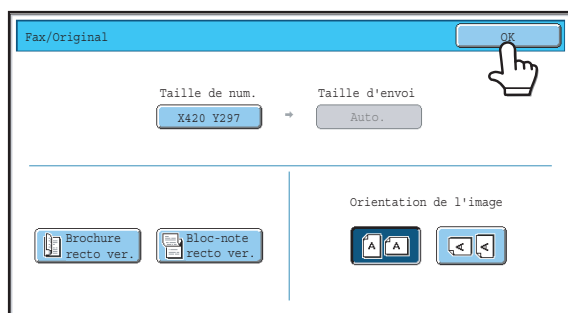 Fax/Original
OK
Taille de num.
Taille d'envoi
X420 Y297
Auto.
Orientation de l'image
Brochure
recto ver.
Bloc-note
recto ver.
A A
A A